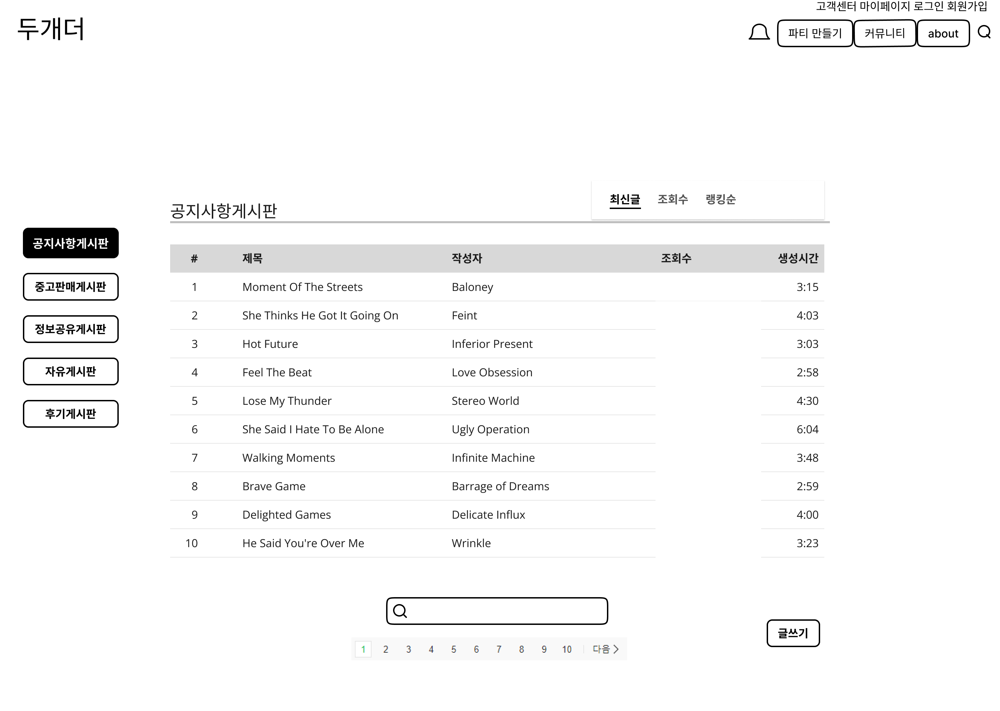 고객센터 마이페이지 로그인 회원가입
두개더
파티 만들기 커뮤니티 about
최신글 조회수 랭킹순
공지사항게시판
공지사항게시판
중고판매게시판
정보공유게시판
자유게시판
후기게시판
# 제목 작성자 조회수 생성시간
1 Moment Of The Streets Baloney 3:15
2 She Thinks He Got It Going On Feint 4:03
3 Hot Future Inferior Present 3:03
4 Feel The Beat Love Obsession 2:58
5 Lose My Thunder Stereo World 4:30
6 She Said I Hate To Be Alone Ugly Operation 6:04
7 Walking Moments Infinite Machine 3:48
8 Brave Game Barrage of Dreams 2:59
9 Delighted Games Delicate Influx 4:00
10 He Said You're Over Me Wrinkle 3:23
글쓰기
1 2 3 4 5 6 7 8 9 10 다음